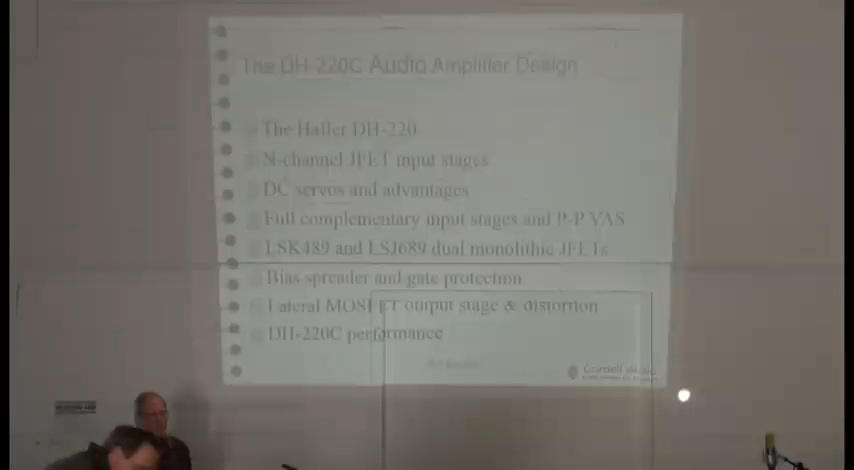 The DH-220C Audio Amplifier Design
The Hafler DH-220
N-channel JFET input stages
DC servos and advantages
Full complementary input stages and P-P VAS
LSK489 and LSJ689 dual monolithic JFETs
Bias spreader and gate protection
Lateral MOSFET output stage & distortion
DH-220C performance
Cordell Audio